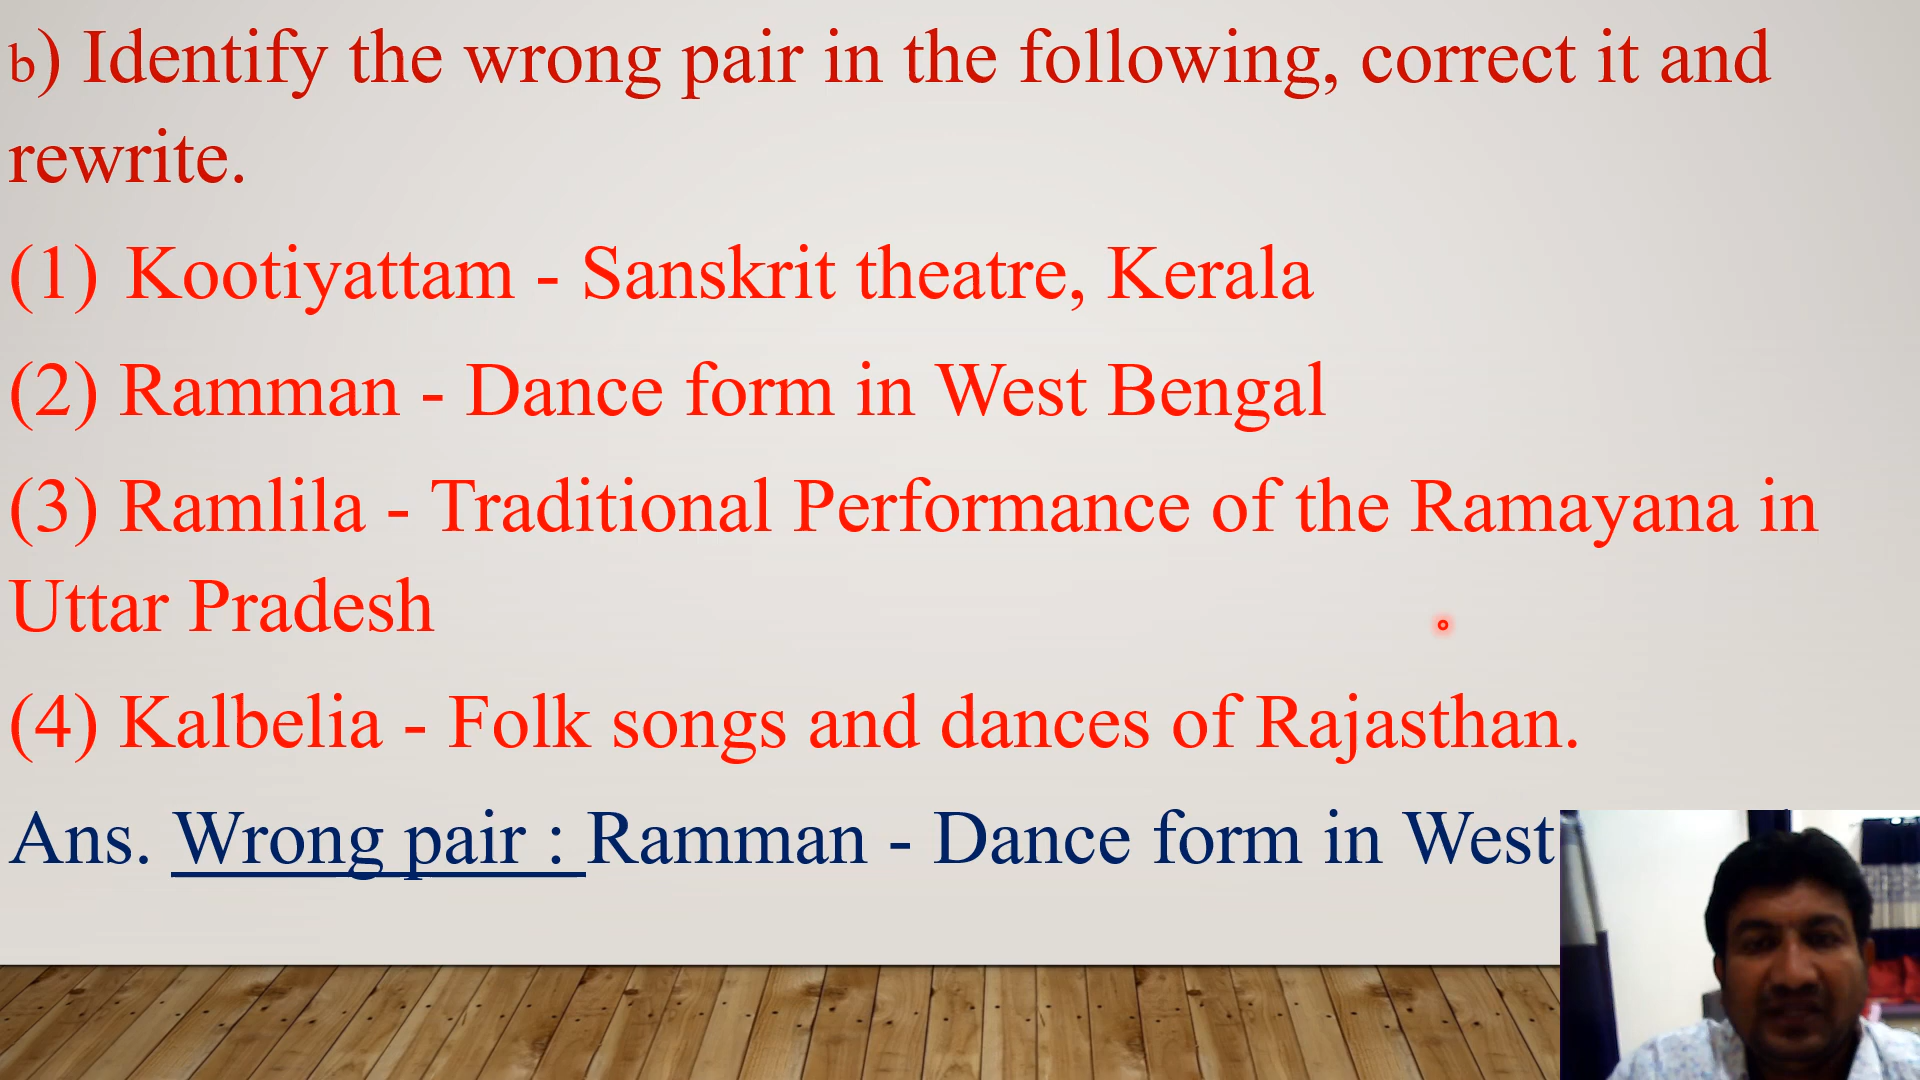 b) Identify the wrong pair in the following, correct it and
rewrite.
(1) Kootiyattam - Sanskrit theatre, Kerala
(2) Ramman - Dance form in West Bengal
(3) Ramlila - Traditional Performance of the Ramayana in
Uttar Pradesh
(4) Kalbelia - Folk songs and dances of Rajasthan.
Ans. Wrong pair : Ramman - Dance form in West